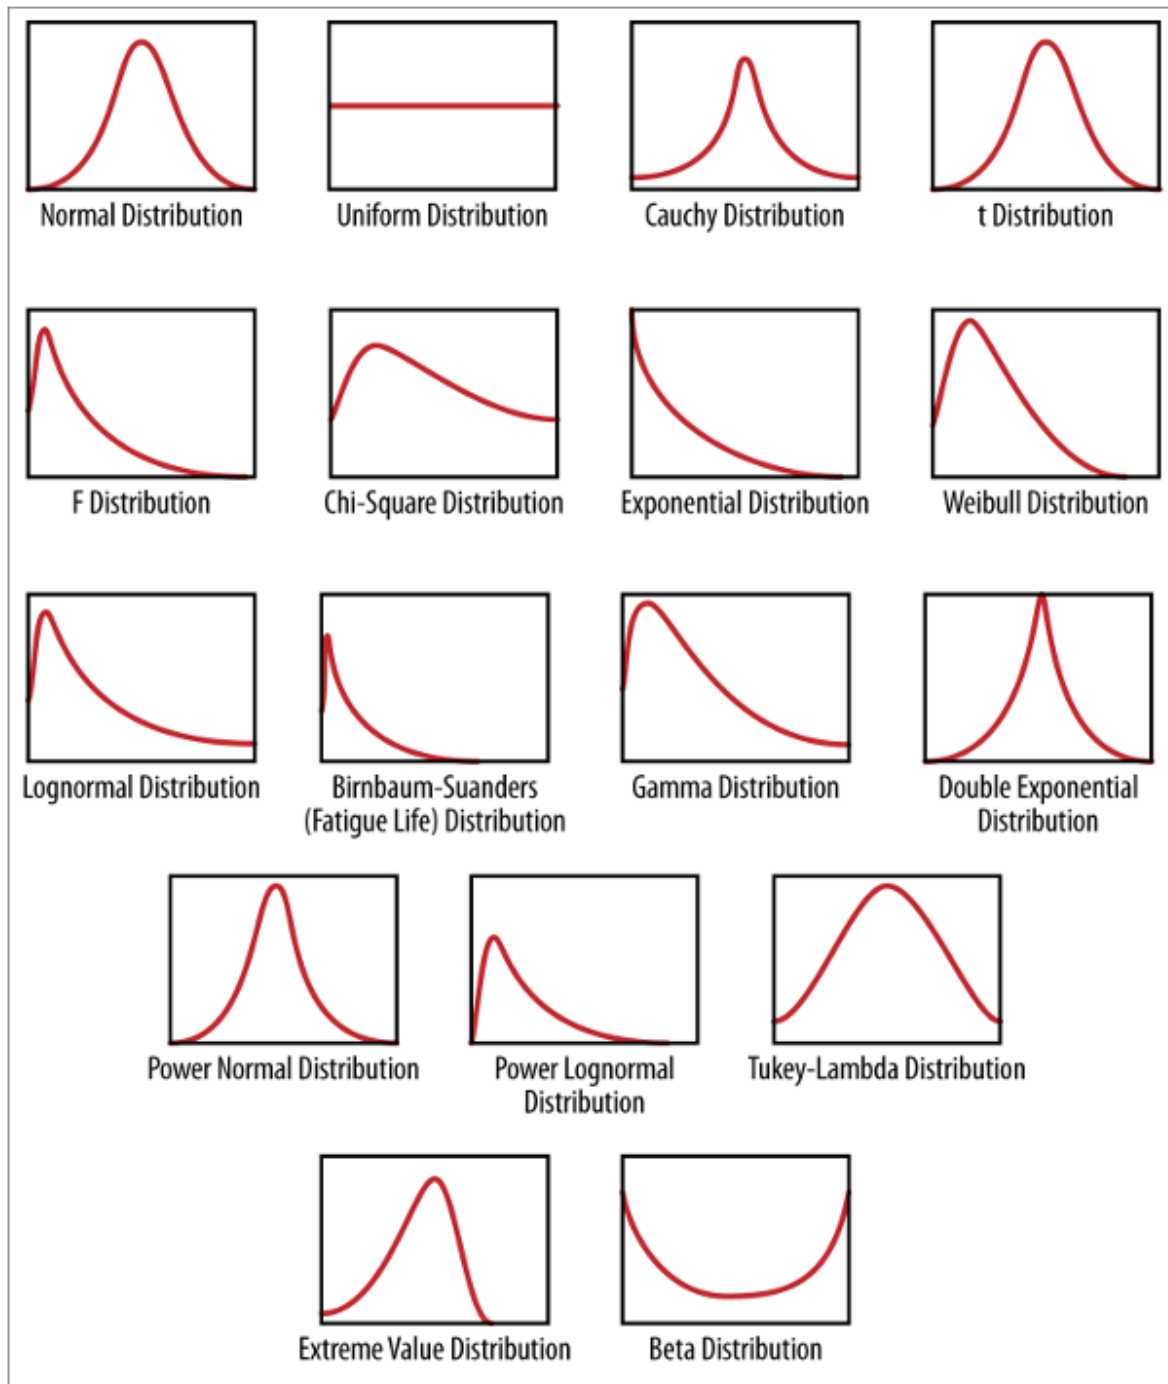 Normal Distribution
Uniform Distribution
Cauchy Distribution
t Distribution
F Distribution
Chi-Square Distribution
Exponential Distribution
Weibull Distribution
Lognormal Distribution
Birnbaum-Suanders
(Fatigue Life) Distribution
Gamma Distribution
Double Exponential
Distribution
Power Normal Distribution
Power Lognormal
Distribution
Tukey-Lambda Distribution
Extreme Value Distribution
Beta Distribution